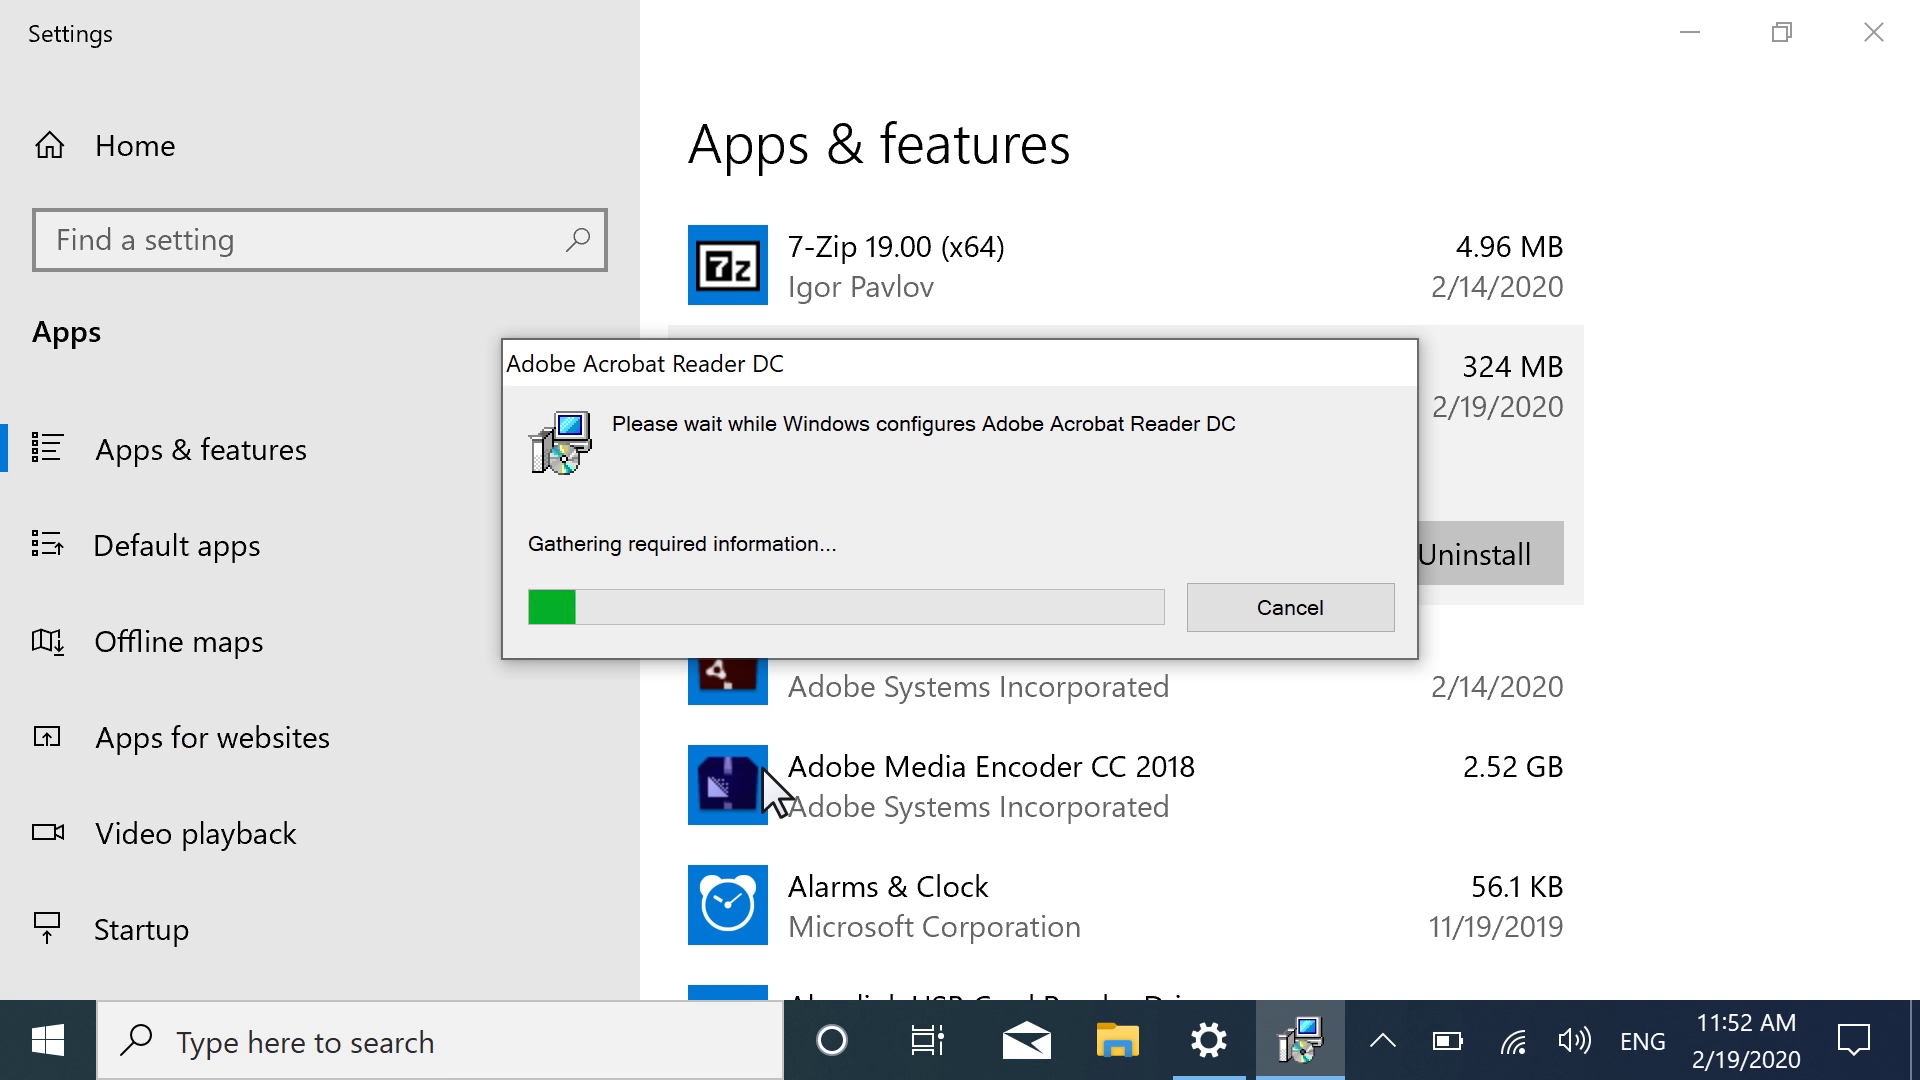 Settings
Home
Find a setting
Apps
Apps & features
Default apps
Offline maps
Apps for websites
Video playback
Startup
Apps & features
7-Zip 19.00 (x64)
4.96 MB
Igor Pavlov
2/14/2020
324 MB
2/19/2020
Uninstall
Adobe Acrobat Reader DC
Please wait while Windows configures Adobe Acrobat Reader DC
Gathering required information...
Cancel
Adobe Systems Incorporated
2/14/2020
Adobe Media Encoder CC 2018
2.52 GB
Adobe Systems Incorporated
Alarms & Clock
56.1 KB
Microsoft Corporation
11/19/2019
Type here to search
ENG
11:52 AM
2/19/2020